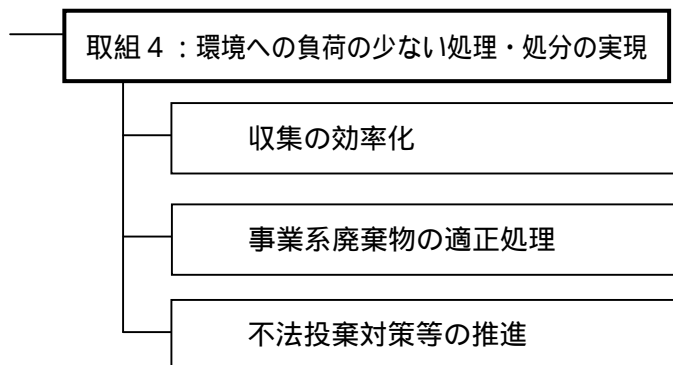 取組４：環境への負荷の少ない処理・処分の実現
収集の効率化
事業系廃棄物の適正処理
不法投棄対策等の推進